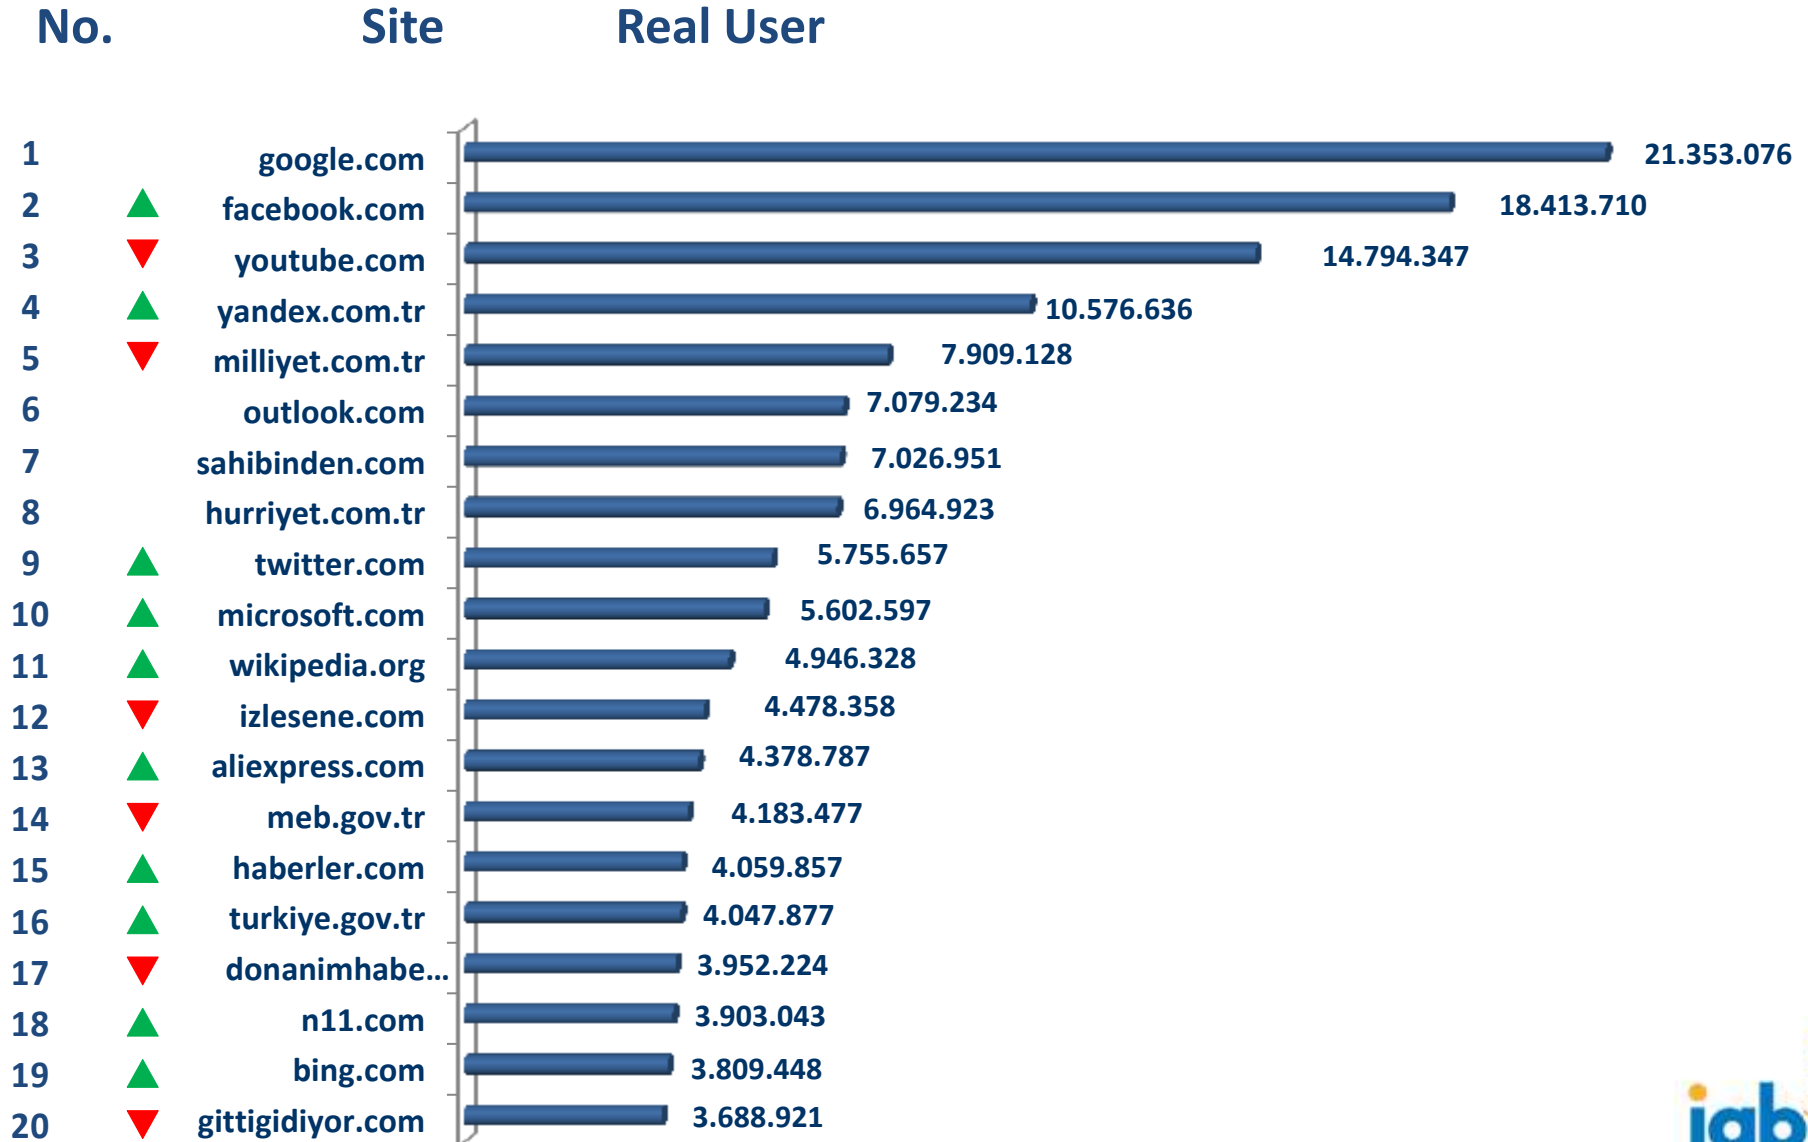 No. Site Real User
1 google.com 21.353.076
2 facebook.com 18.413.710
3 youtube.com 14.794.347
4 yandex.com.tr 10.576.636
5 milliyet.com.tr 7.909.128
6 outlook.com 7.079.234
7 sahibinden.com 7.026.951
8 hurriyet.com.tr 6.964.923
9 twitter.com 5.755.657
10 microsoft.com 5.602.597
11 wikipedia.org 4.946.328
12 izlesene.com 4.478.358
13 aliexpress.com 4.378.787
14 meb.gov.tr 4.183.477
15 haberler.com 4.059.857
16 turkiye.gov.tr 4.047.877
17 donanimhabe... 3.952.224
18 n11.com 3.903.043
19 bing.com 3.809.448
20 gittigidiyor.com 3.688.921
iab